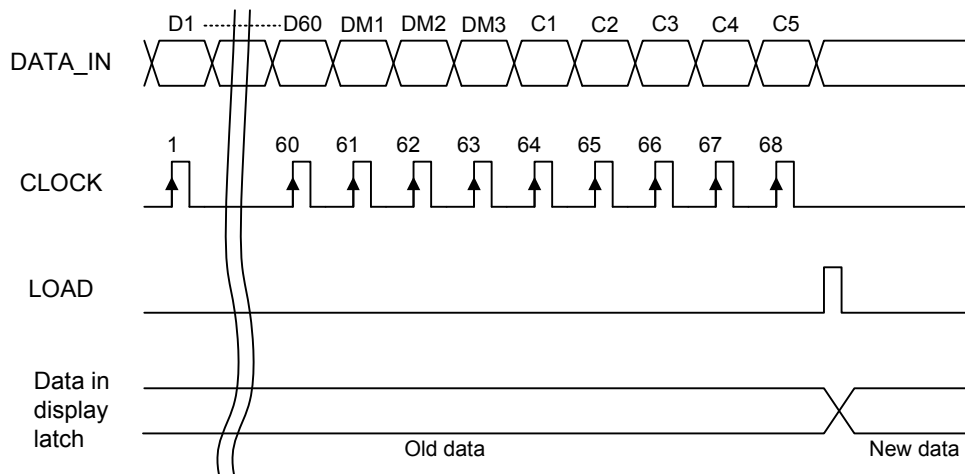 D1 D60 DM1 DM2 DM3 C1 C2 C3 C4 C5
DATA_IN
1 60 61 62 63 64 65 66 67 68
CLOCK
LOAD
Data in
display
latch
Old data
New data